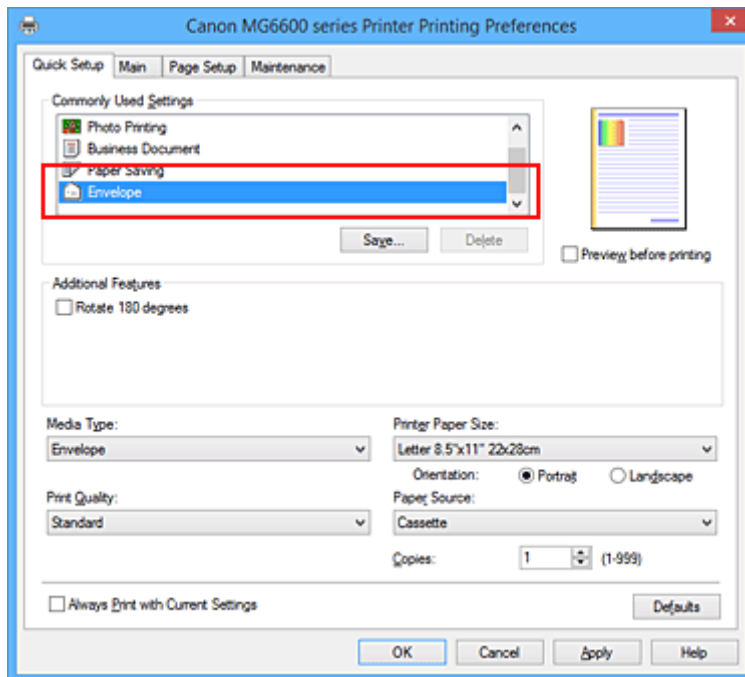 Canon MG6600 series Printer Printing Preferences
Quick Setup Main Page Setup Maintenance
Commonly Used Settings
Photo Printing
Business Document
Paper Saving
Envelope
Save... Delete
Preview before printing
Additional Features
Rotate 180 degrees
Media Type:
Envelope
Printer Paper Size:
Letter 8.5"x11" 22x28cm
Orientation: Portrait Landscape
Print Quality:
Standard
Paper Source:
Cassette
Copies: 1 (1-999)
Always Print with Current Settings
Defaults
OK Cancel Apply Help